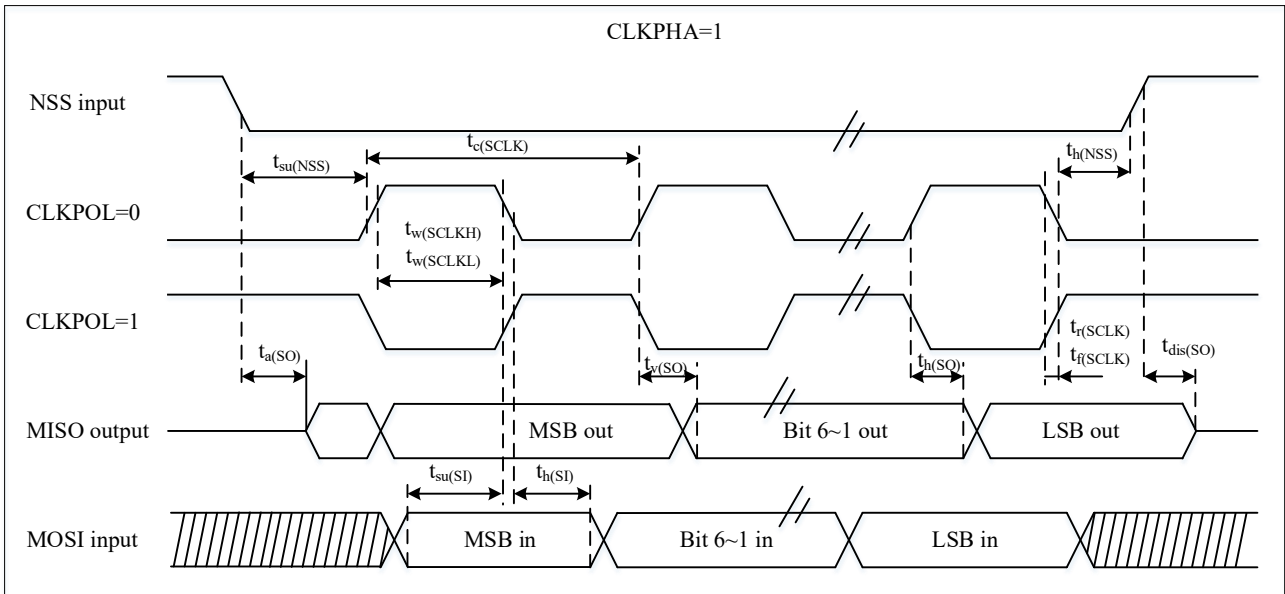 CLKPHA=1
NSS input
tc(SCLK)
tsu(NSS)
th(NSS)
CLKPOL=0
tw(SCLKH)
tw(SCLKL)
CLKPOL=1
tr(SCLK)
tf(SCLK)
ta(SO)
tv(SO)
th(SO)
tdis(SO)
MISO output
MSB out
Bit 6~1 out
LSB out
tsu(SI)
th(SI)
MOSI input
MSB in
Bit 6~1 in
LSB in